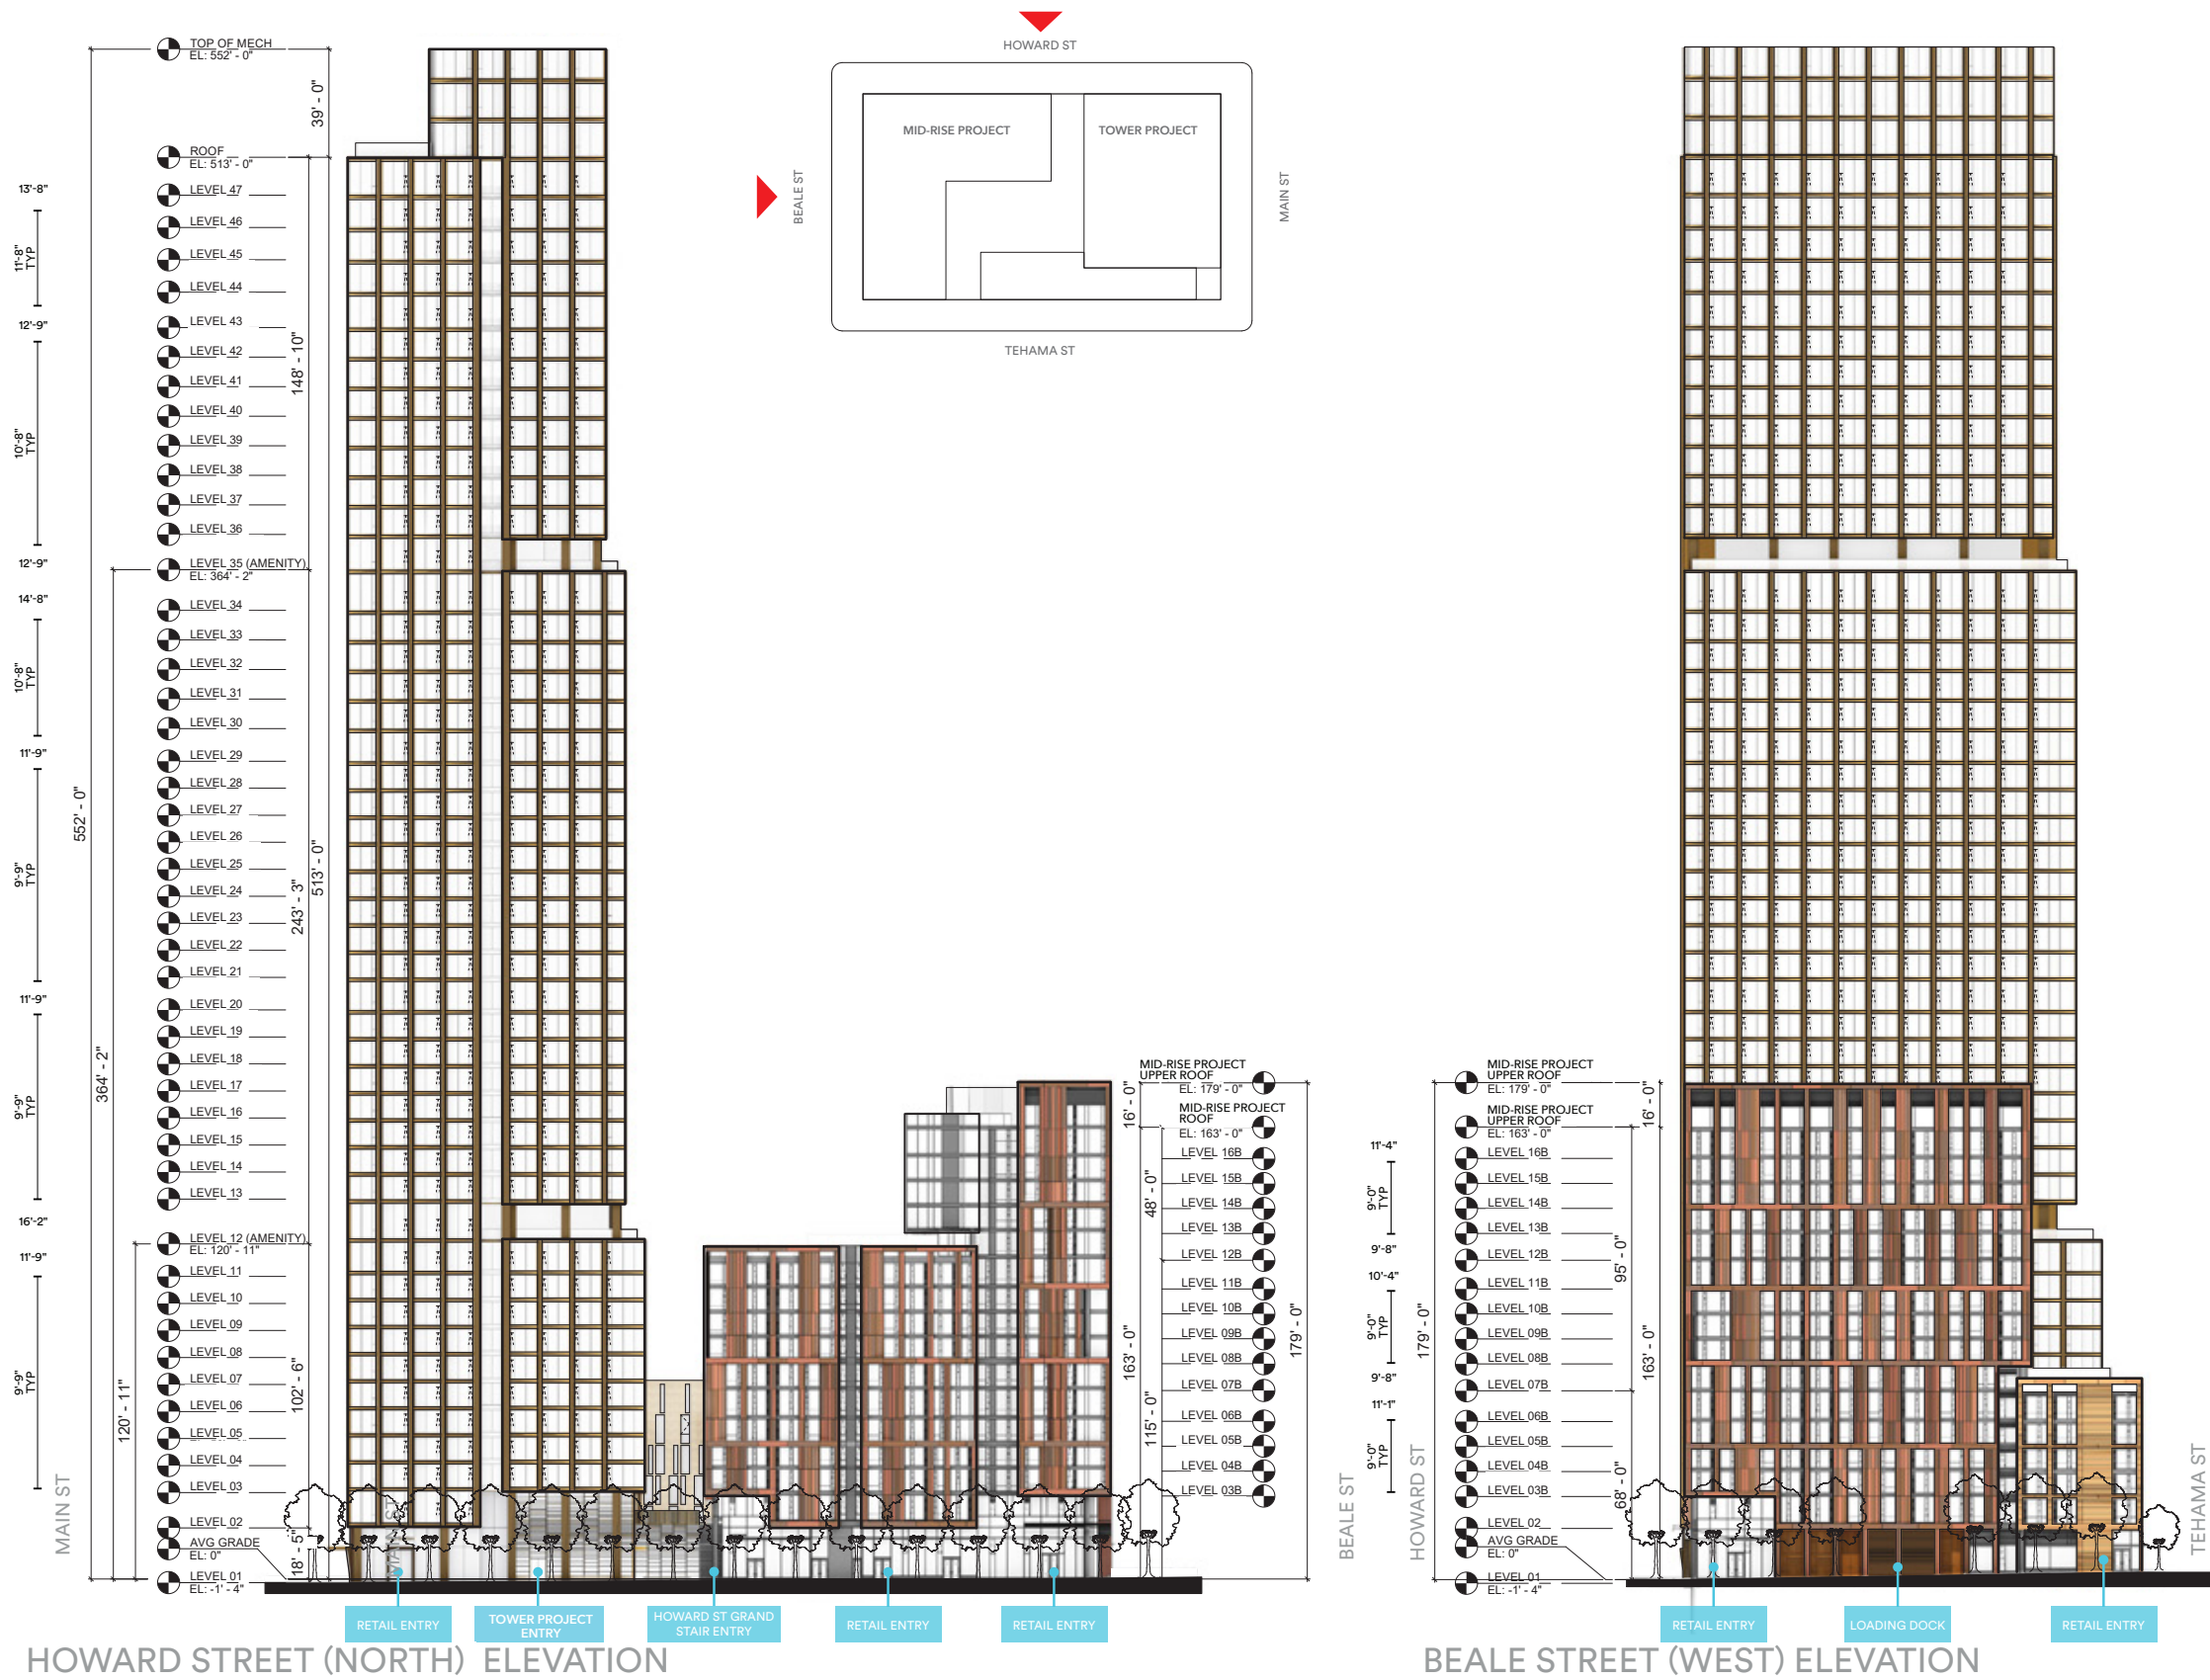 TOP OF MECH
EL: 552' - 0"
39' - 0"
ROOF
EL: 513' - 0"
13'-8"
LEVEL 47
LEVEL 46
11'-8"
TYP
LEVEL 45
LEVEL 44
12'-9"
LEVEL 43
LEVEL 42
148' - 10"
LEVEL 41
LEVEL 40
10'-8"
TYP
LEVEL 39
LEVEL 38
LEVEL 37
LEVEL 36
12'-9"
LEVEL 35 (AMENITY)
EL: 364' - 2"
14'-8"
LEVEL 34
LEVEL 33
10'-8"
TYP
LEVEL 32
LEVEL 31
LEVEL 30
11'-9"
LEVEL 29
LEVEL 28
552' - 0"
LEVEL 27
LEVEL 26
9'-9"
TYP
LEVEL 25
513' - 0"
LEVEL 24
243' - 3"
LEVEL 23
LEVEL 22
LEVEL 21
11'-9"
LEVEL 20
LEVEL 19
364' - 2"
LEVEL 18
LEVEL 17
9'-9"
TYP
LEVEL 16
LEVEL 15
LEVEL 14
LEVEL 13
16'-2"
LEVEL 12 (AMENITY)
EL: 120' - 11"
11'-9"
LEVEL 11
LEVEL 10
LEVEL 09
LEVEL 08
9'-9"
TYP
LEVEL 07
102' - 6"
120' - 11"
LEVEL 06
LEVEL 05
LEVEL 04
LEVEL 03
MAIN ST
LEVEL 02
AVG GRADE
EL: 0"
18' - 5"
LEVEL 01
EL: -1' - 4"
HOWARD ST
MID-RISE PROJECT
TOWER PROJECT
BEALE ST
MAIN ST
TEHAMA ST
MID-RISE PROJECT
UPPER ROOF
EL: 179' - 0"
16' - 0"
MID-RISE PROJECT
ROOF
EL: 163' - 0"
LEVEL 16B
LEVEL 15B
48' - 0"
LEVEL 14B
LEVEL 13B
LEVEL 12B
LEVEL 11B
LEVEL 10B
179' - 0"
163' - 0"
LEVEL 09B
LEVEL 08B
LEVEL 07B
115' - 0"
LEVEL 06B
LEVEL 05B
LEVEL 04B
LEVEL 03B
BEALE ST
RETAIL ENTRY
TOWER PROJECT
ENTRY
HOWARD ST GRAND
STAIR ENTRY
RETAIL ENTRY
RETAIL ENTRY
HOWARD STREET (NORTH) ELEVATION
MID-RISE PROJECT
UPPER ROOF
EL: 179' - 0"
16' - 0"
MID-RISE PROJECT
UPPER ROOF
EL: 163' - 0"
11'-4"
LEVEL 16B
LEVEL 15B
9'-0"
TYP
LEVEL 14B
LEVEL 13B
9'-8"
LEVEL 12B
95' - 0"
10'-4"
LEVEL 11B
LEVEL 10B
9'-0"
TYP
179' - 0"
LEVEL 09B
163' - 0"
LEVEL 08B
9'-8"
LEVEL 07B
11'-1"
LEVEL 06B
9'-0"
TYP
LEVEL 05B
LEVEL 04B
68' - 0"
LEVEL 03B
HOWARD ST
LEVEL 02
AVG GRADE
EL: 0"
LEVEL 01
EL: -1' - 4"
TEHAMA ST
RETAIL ENTRY
LOADING DOCK
RETAIL ENTRY
BEALE STREET (WEST) ELEVATION